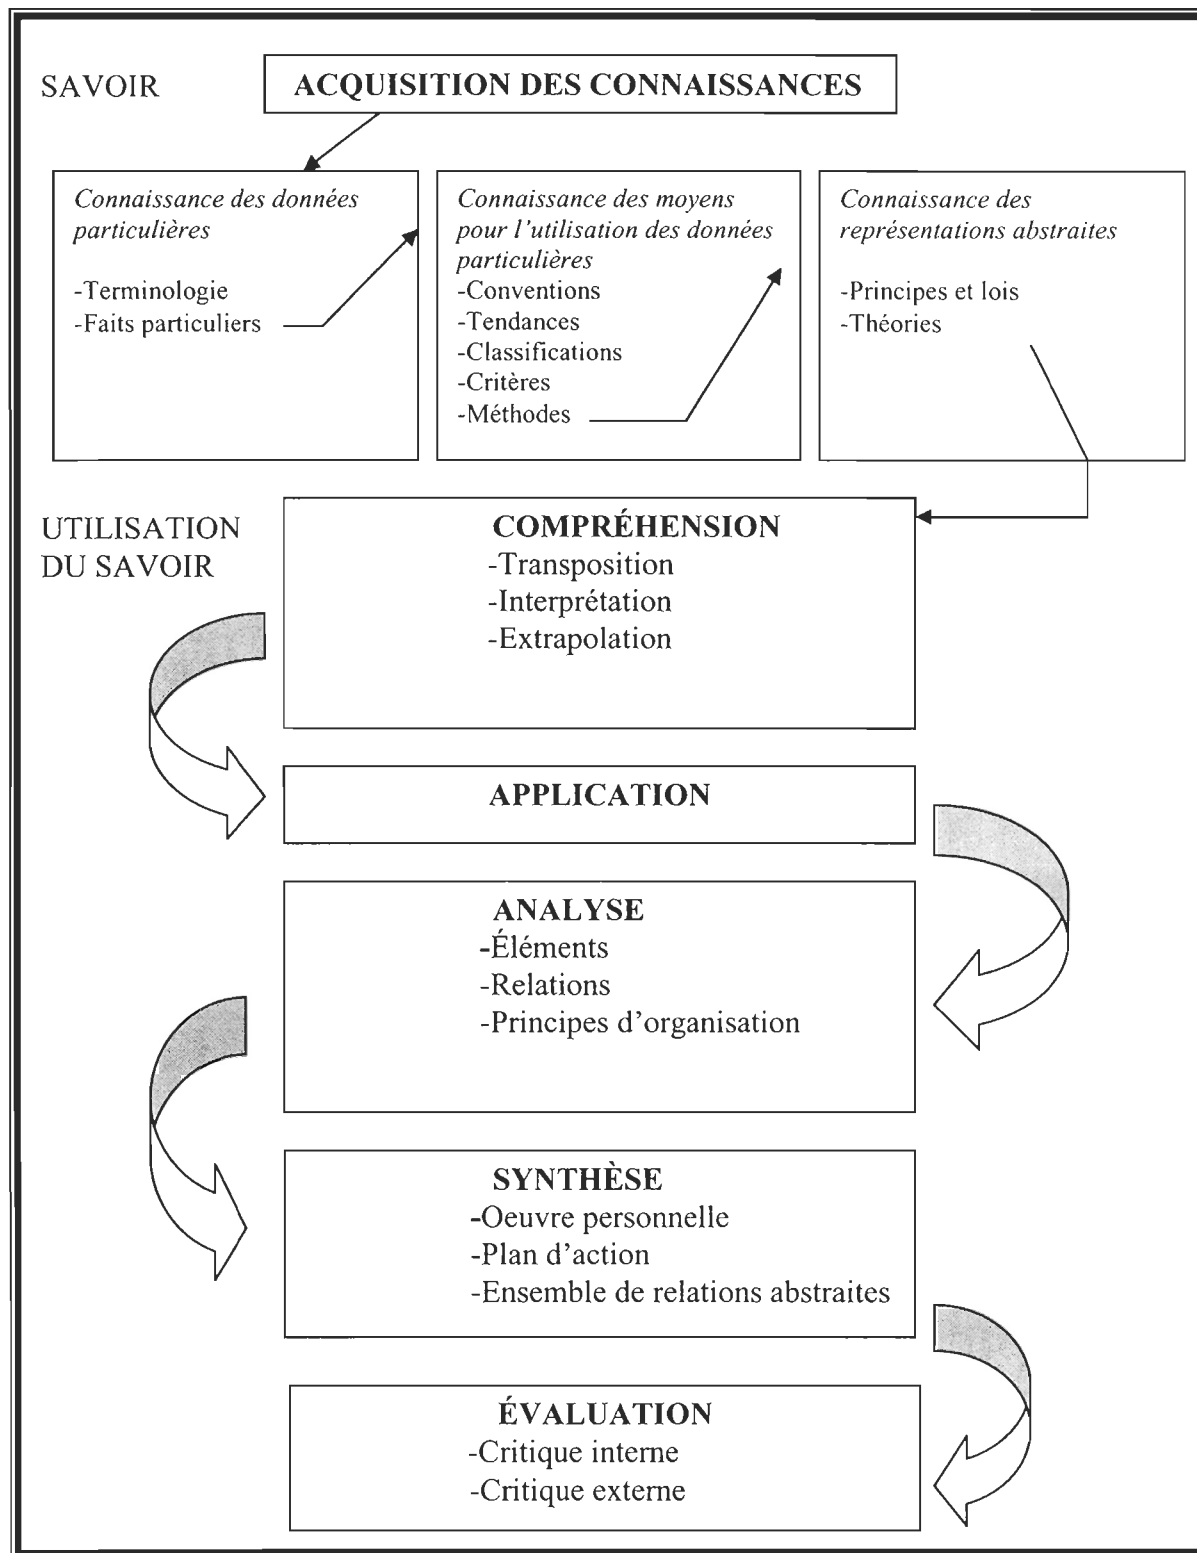 SAVOIR
ACQUISITION DES CONNAISSANCES
Connaissance des données
particulières
-Terminologie
-Faits particuliers
Connaissance des moyens
pour l'utilisation des données
particulières
-Conventions
-Tendances
-Classifications
-Critères
-Méthodes
Connaissance des
représentations abstraites
-Principes et lois
-Théories
UTILISATION
DU SAVOIR
COMPRÉHENSION
-Transposition
-Interprétation
-Extrapolation
APPLICATION
ANALYSE
-Éléments
-Relations
-Principes d'organisation
SYNTHÈSE
-Oeuvre personnelle
-Plan d'action
-Ensemble de relations abstraites
ÉVALUATION
-Critique interne
-Critique externe